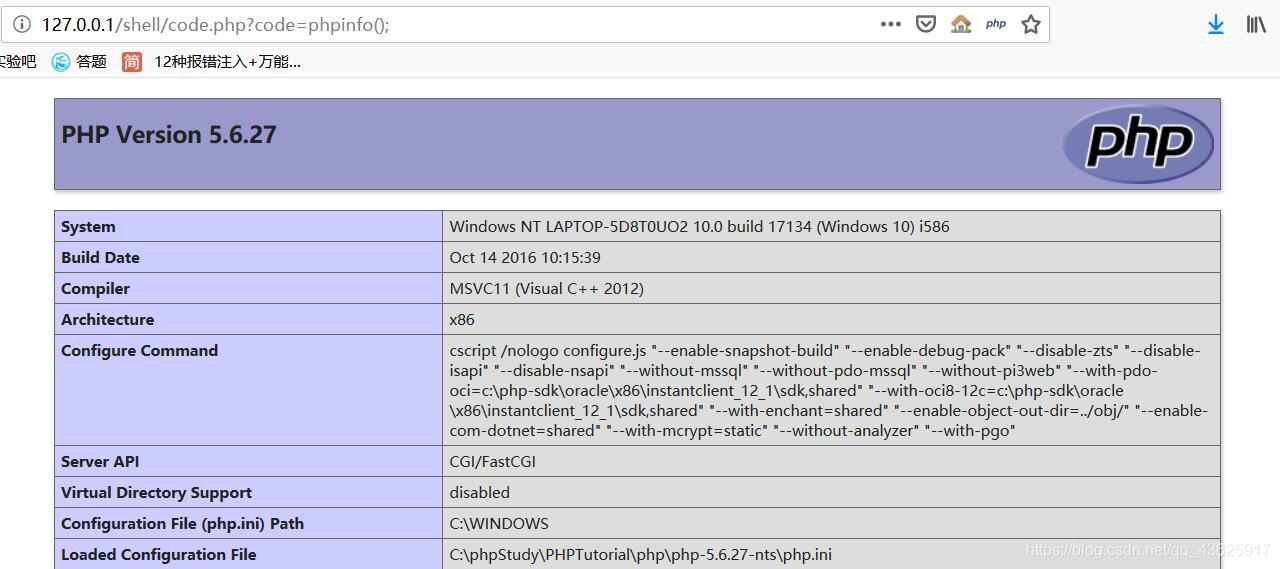 127.0.0.1/shell/code.php?code=phpinfo();
php
实验吧 答题 简 12种报错注入+万能...
PHP Version 5.6.27
php
System Windows NT LAPTOP-5D8T0UO2 10.0 build 17134 (Windows 10) i586
Build Date Oct 14 2016 10:15:39
Compiler MSVC11 (Visual C++ 2012)
Architecture x86
Configure Command cscript /nologo configure.js "--enable-snapshot-build" "--enable-debug-pack" "--disable-zts" "--disable-
isapi" "--disable-nsapi" "--without-mssql" "--without-pdo-mssql" "--without-pi3web" "--with-pdo-
oci=c:\php-sdk\oracle\x86\instantclient_12_1\sdk,shared" "--with-oci8-12c=c:\php-sdk\oracle
\x86\instantclient_12_1\sdk,shared" "--with-enchant=shared" "--enable-object-out-dir=../obj/" "--enable-
com-dotnet=shared" "--with-mcrypt=static" "--without-analyzer" "--with-pgo"
Server API CGI/FastCGI
Virtual Directory Support disabled
Configuration File (php.ini) Path C:\WINDOWS
Loaded Configuration File C:\phpStudy\PHPTutorial\php\php-5.6.27-nts\php.ini
https://blog.csdn.net/qq_43625917